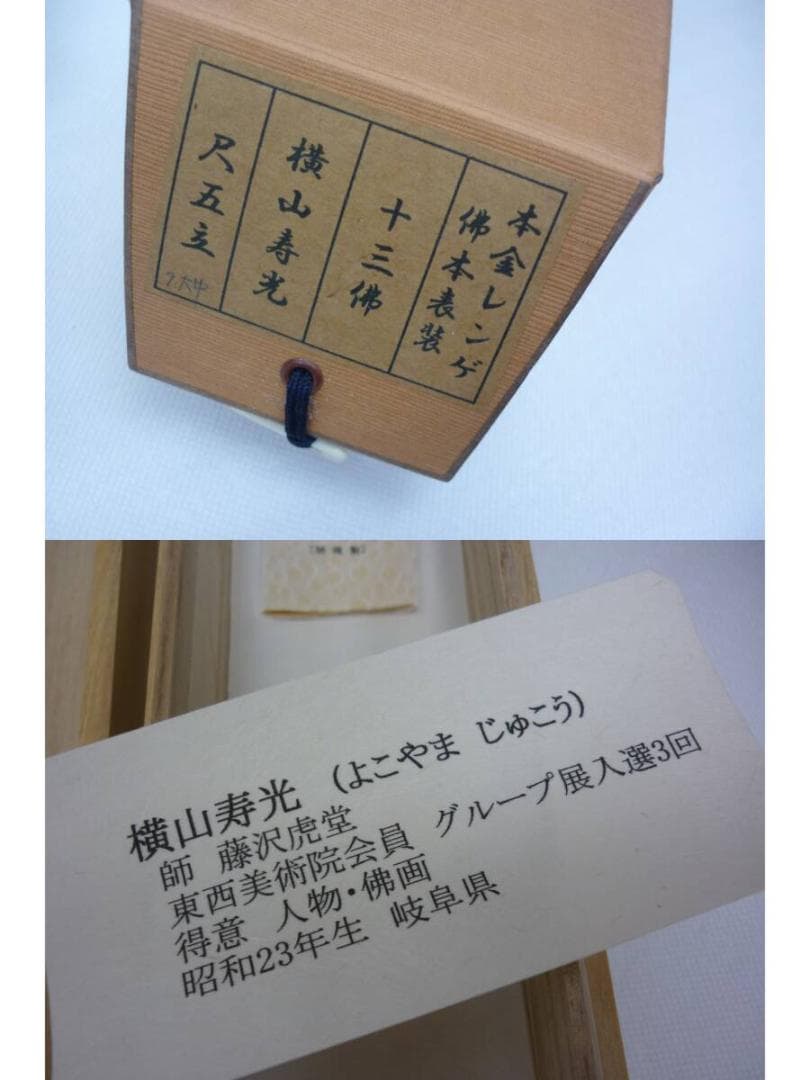 本金レンゲ
佛本表装
十三佛
横山寿光
尺五立
横山寿光 (よこやま じゅこう)
師 藤沢虎堂
東西美術院会員 グループ展入選3回
得意 人物・佛画
昭和23年生 岐阜県